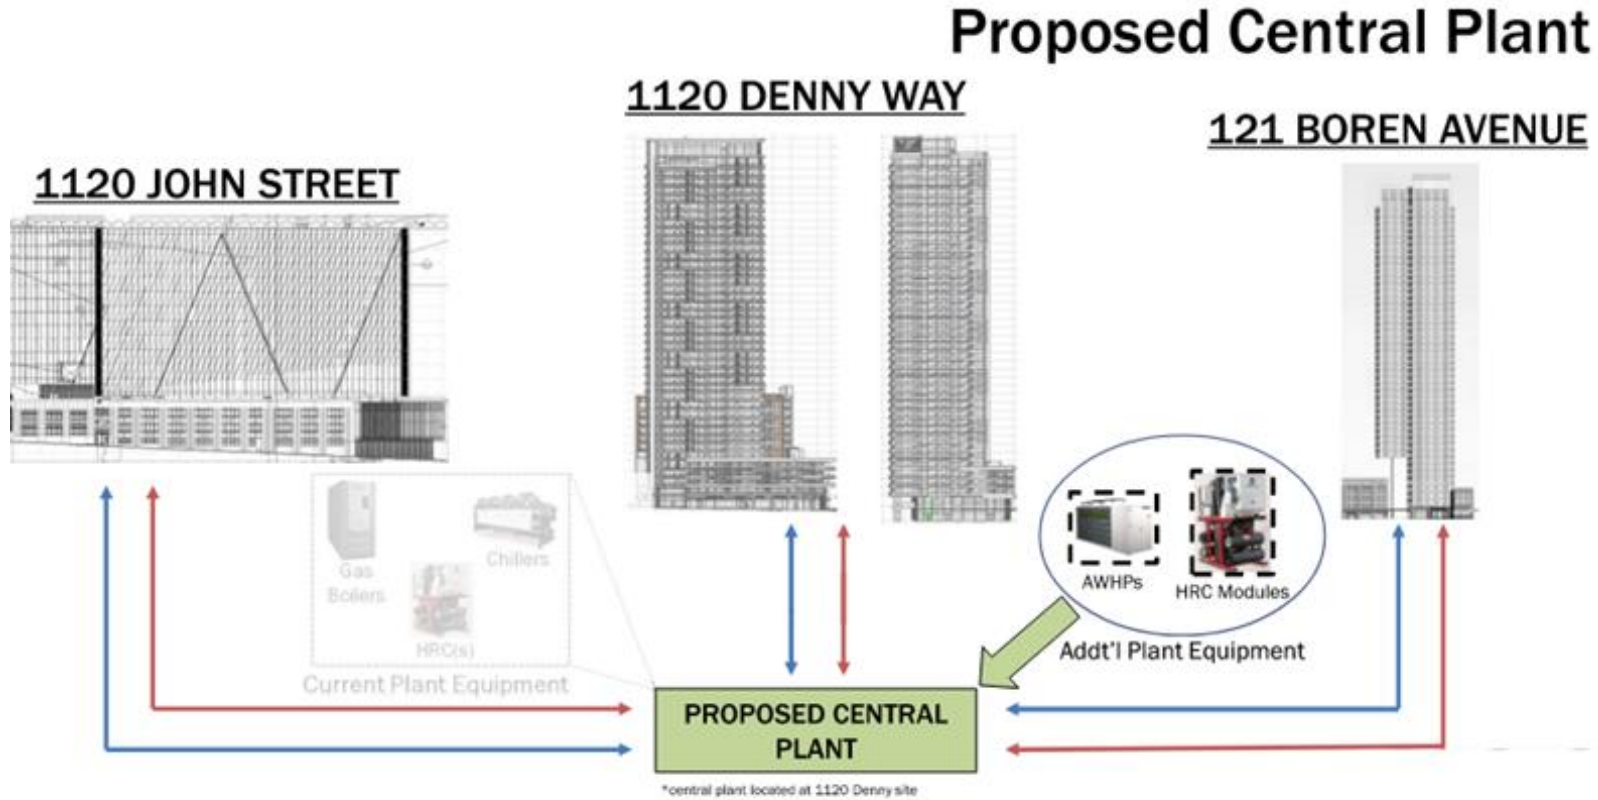 Proposed Central Plant
1120 DENNY WAY
121 BOREN AVENUE
1120 JOHN STREET
Gas
Boilers
Chillers
HRC(s)
Current Plant Equipment
AWHPs
HRC Modules
Addt'l Plant Equipment
PROPOSED CENTRAL
PLANT
*central plant located at 1120 Denny site